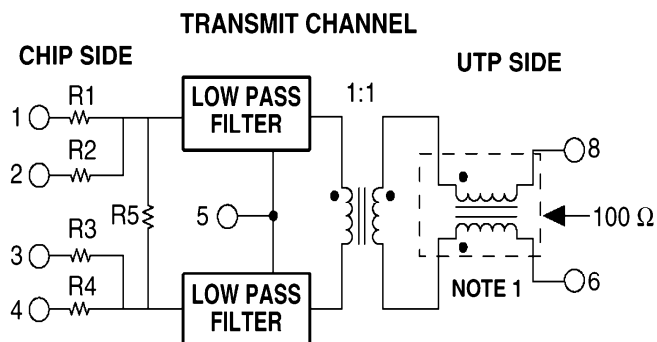 TRANSMIT CHANNEL
CHIP SIDE
UTP SIDE
R1
1
LOW PASS
FILTER
1:1
R2
2
8
R5
5
100 Ω
R3
3
R4
4
LOW PASS
FILTER
NOTE 1
6